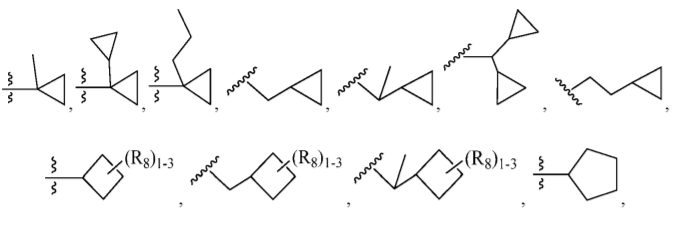 , , , , , , ,
(R₈)₁₋₃ , (R₈)₁₋₃ , (R₈)₁₋₃ , ,